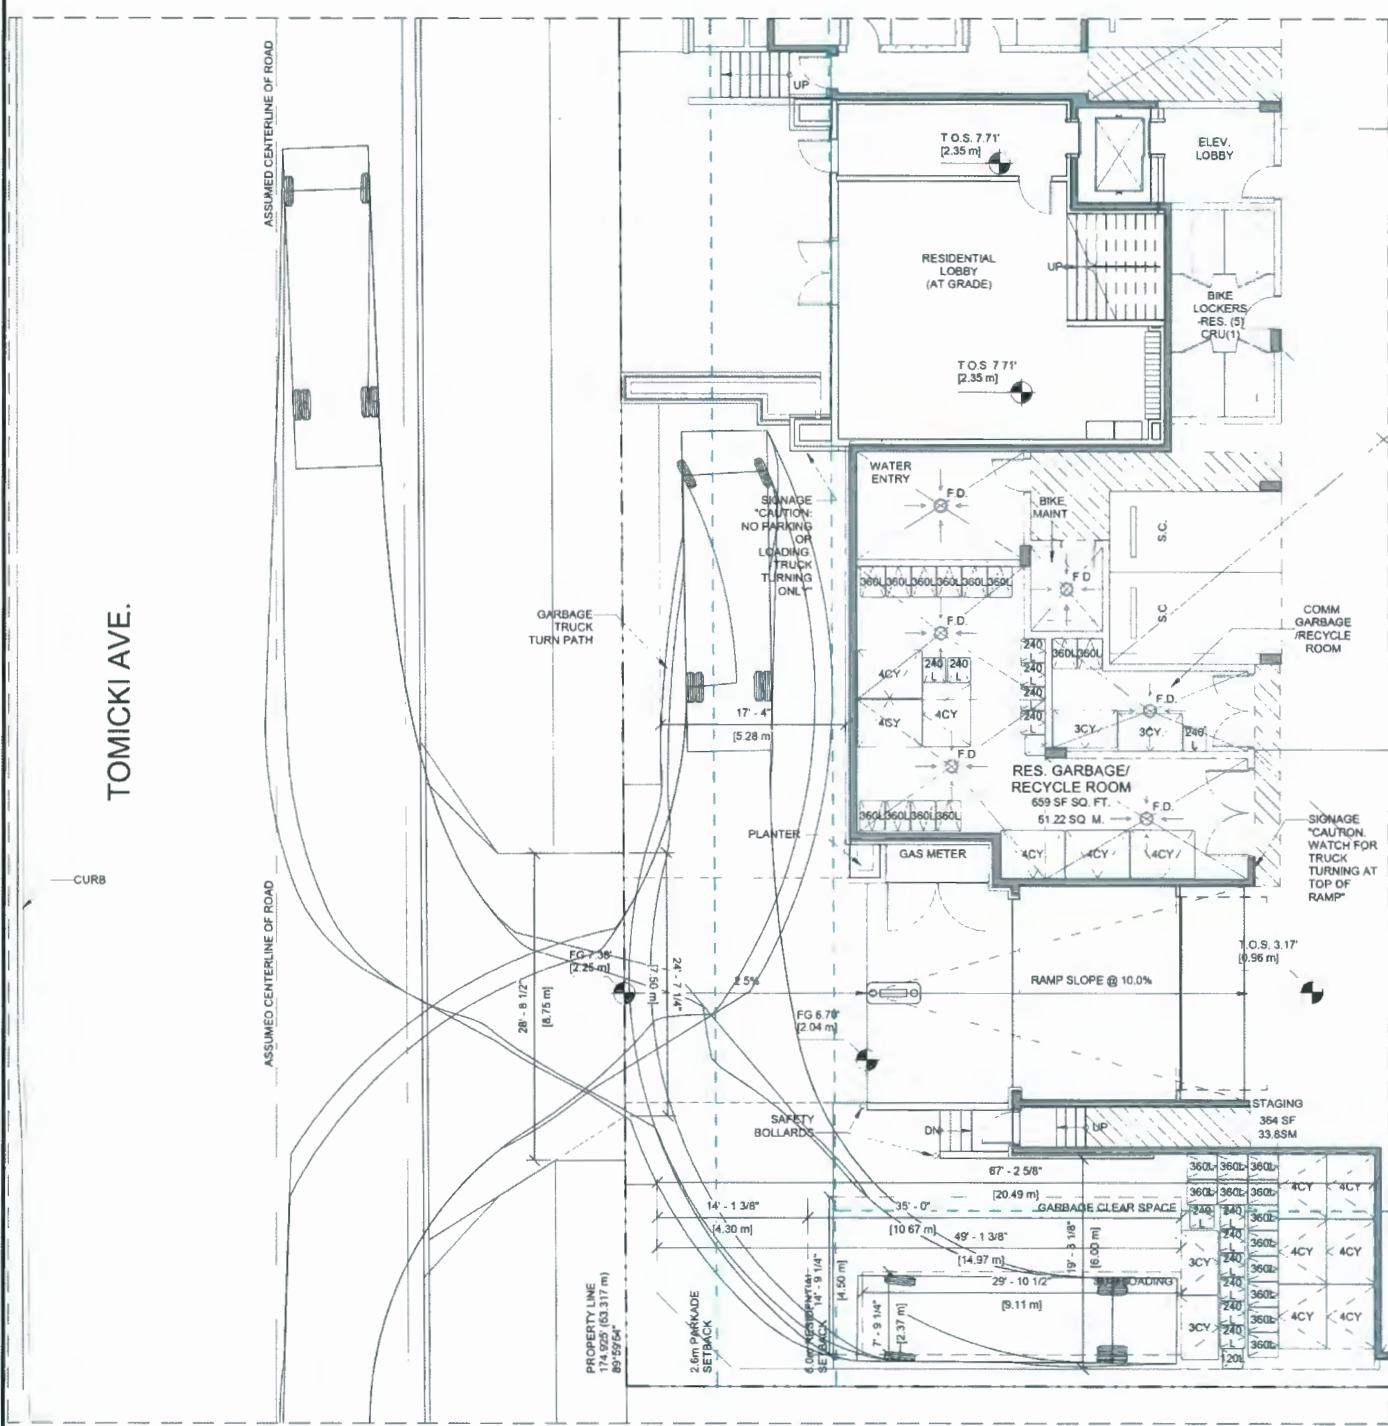 ASSUMED CENTERLINE OF ROAD
UP
T.O.S. 7.71'
[2.35 m]
ELEV.
LOBBY
RESIDENTIAL
LOBBY
(AT GRADE)
UP
BIKE
LOCKERS
-RES. (5)
CRU(1)
T.O.S 7.71'
[2.35 m]
WATER
ENTRY
F.D.
BIKE
MAINT
S.C.
SIGNAGE
"CAUTION:
NO PARKING
OR
LOADING.
TRUCK
TURNING
ONLY"
360L 360L 360L 360L 360L 360L
F.D
S.C
GARBAGE
TRUCK
TURN PATH
F.D.
COMM
GARBAGE
/RECYCLE
ROOM
TOMICKI AVE.
240
L
240
L
240
L
240
L
360L 360L
4CY
240
L
240
L
4CY
4CY
F.D.
3CY
3CY
240
L
17' - 4"
[5.28 m
F.D
RES. GARBAGE/
RECYCLE ROOM
659 SF SQ. FT.
61.22 SQ M.
F.D.
360L 360L 360L 360L
PLANTER
GAS METER
4CY
4CY
4CY
SIGNAGE
"CAUTION.
WATCH FOR
TRUCK
TURNING AT
TOP OF
RAMP"
CURB
ASSUMED CENTERLINE OF ROAD
FG 7.38'
[2.25 m]
28' - 8 1/2"
[8.75 m]
24' - 7 1/4"
[7.50 m]
2.5%
RAMP SLOPE @ 10.0%
T.O.S. 3.17'
[0.96 m]
FG 6.70'
[2.04 m]
SAFETY
BOLLARDS
DN
UP
STAGING
364 SF
33.8SM
67' - 2 5/8"
[20.49 m]
360L 360L 360L
360L 360L 360L
4CY
4CY
14' - 1 3/8"
[4.30 m]
35' - 0"
[10.67 m]
GARBAGE CLEAR SPACE
240
L
240
L
360L
49' - 1 3/8"
[14.97 m]
19' - 8 1/8"
[6.00 m]
240
L
360L
3CY
4CY
4CY
29' - 10 1/2"
[9.11 m]
LOADING
240
L
360L
240
L
360L
240
L
360L
3CY
4CY
4CY
240
L
360L
120L
7' - 9 1/4"
[2.37 m]
14' - 9 1/4"
[4.50 m]
PROPERTY LINE
174.925' (53.317 m)
89°59'54"
2.6m PARKADE
SETBACK
6.0m RESIDENTIAL
SETBACK